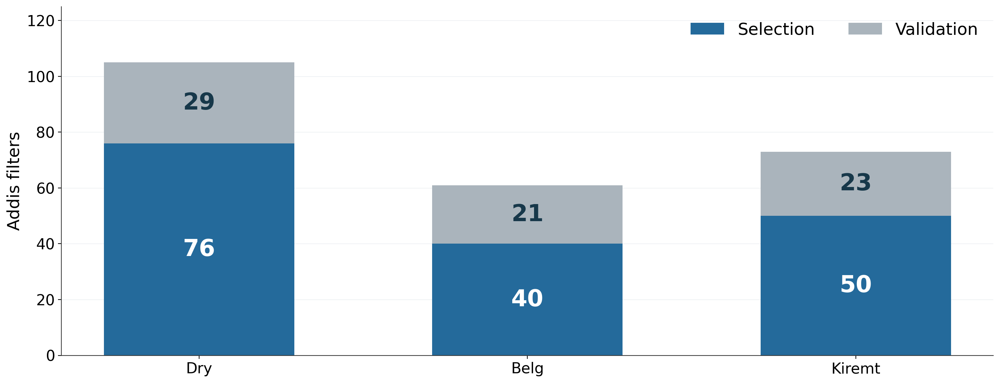 120
100
80
60
40
20
0
Addis filters
Selection
Validation
29
76
21
40
23
50
Dry
Belg
Kiremt